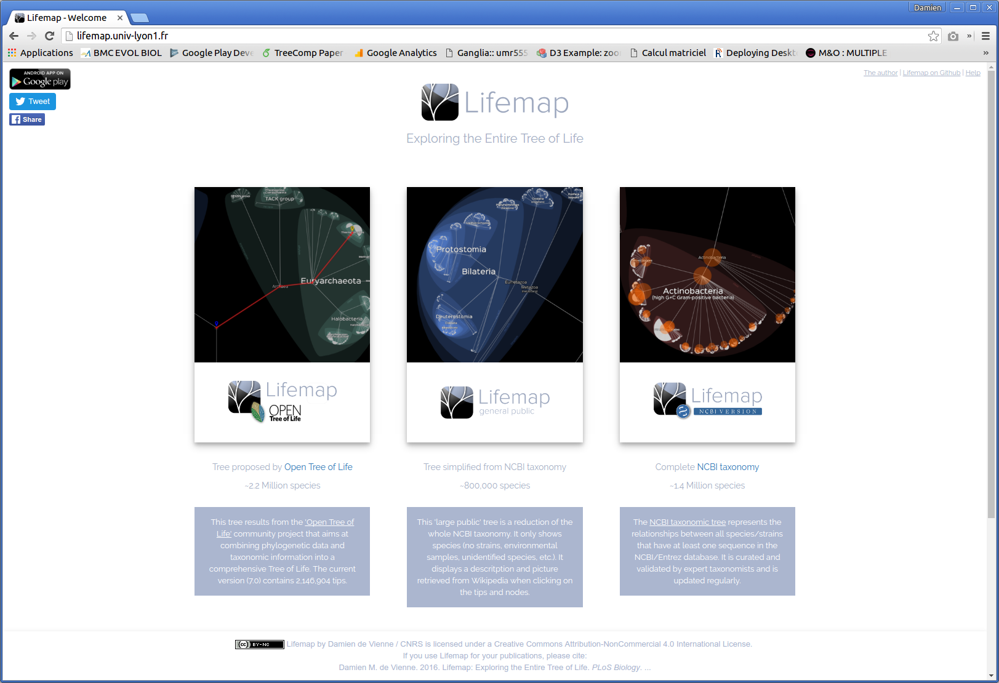 Damien
Lifemap - Welcome
lifemap.univ-lyon1.fr
Applications
BMC EVOL BIOL
Google Play Deve
TreeComp Paper
Google Analytics
Ganglia:: umr555
D3 Example: zoo
Calcul matriciel
Deploying Deskt
M&O : MULTIPLE
ANDROID APP ON
Google play
Tweet
Share
The author | Lifemap on Github | Help
Lifemap
Exploring the Entire Tree of Life
TACK group
Euryarchaeota
Archaea
Halobacteria
Protostomia
Bilateria
Eumetazoa
Metazoa
Deuterostomia
Actinobacteria
Actinobacteria
(high G+C Gram-positive bacteria)
Lifemap
OPEN
Tree of Life
Lifemap
general public
Lifemap
NCBI VERSION
Tree proposed by Open Tree of Life
~2.2 Million species
Tree simplified from NCBI taxonomy
~800,000 species
Complete NCBI taxonomy
~1.4 Million species
This tree results from the 'Open Tree of
Life' community project that aims at
combining phylogenetic data and
taxonomic information into a
comprehensive Tree of Life. The current
version (7.0) contains 2,146,904 tips.
This 'large public' tree is a reduction of the
whole NCBI taxonomy. It only shows
species (no strains, environmental
samples, unidentified species, etc.). It
displays a descritption and picture
retrieved from Wikipedia when clicking on
the tips and nodes.
The NCBI taxonomic tree represents the
relationships between all species/strains
that have at least one sequence in the
NCBI/Entrez database. It is curated and
validated by expert taxonomists and is
updated regularly.
(cc) BY-NC Lifemap by Damien de Vienne / CNRS is licensed under a Creative Commons Attribution-NonCommercial 4.0 International License.
If you use Lifemap for your publications, please cite:
Damien M. de Vienne. 2016. Lifemap: Exploring the Entire Tree of Life. PLoS Biology. ...